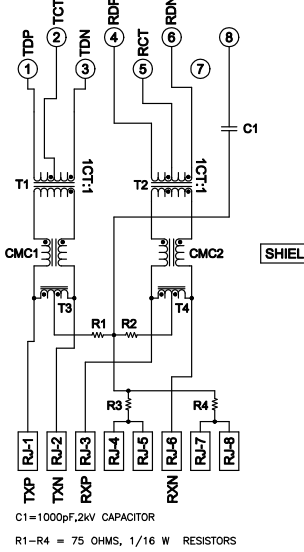 TCT
RDP
RDN
TDP
TDN
RCT
1
2
3
4
5
6
7
8
C1
T1
1CT:1
T2
1CT:1
CMC1
CMC2
SHIEL
T3
T4
R1
R2
R3
R4
RJ-1
RJ-2
RJ-3
RJ-4
RJ-5
RJ-6
RJ-7
RJ-8
TXP
TXN
RXP
RXN
C1=1000pF,2kV CAPACITOR
R1-R4 = 75 OHMS, 1/16 W RESISTORS